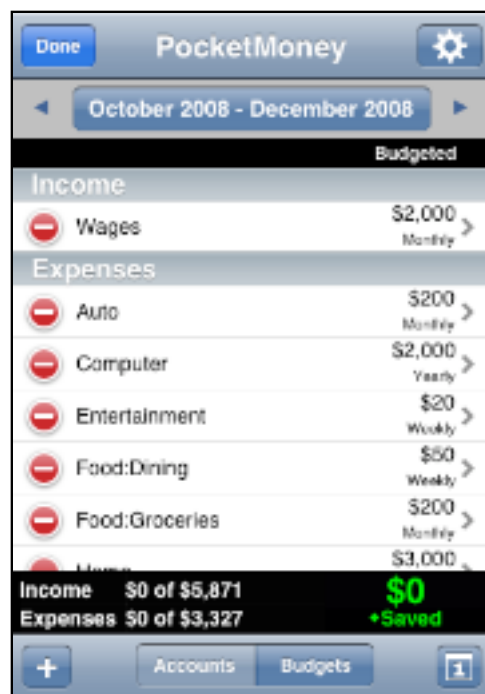 Done PocketMoney
October 2008 - December 2008
Budgeted
Income
Wages $2,000
Monthly
Expenses
Auto $200
Monthly
Computer $2,000
Yearly
Entertainment $20
Weekly
Food:Dining $50
Weekly
Food:Groceries $200
Monthly
Home $3,000
Income $0 of $5,871 $0
Expenses $0 of $3,327 +Saved
+ Accounts Budgets 1